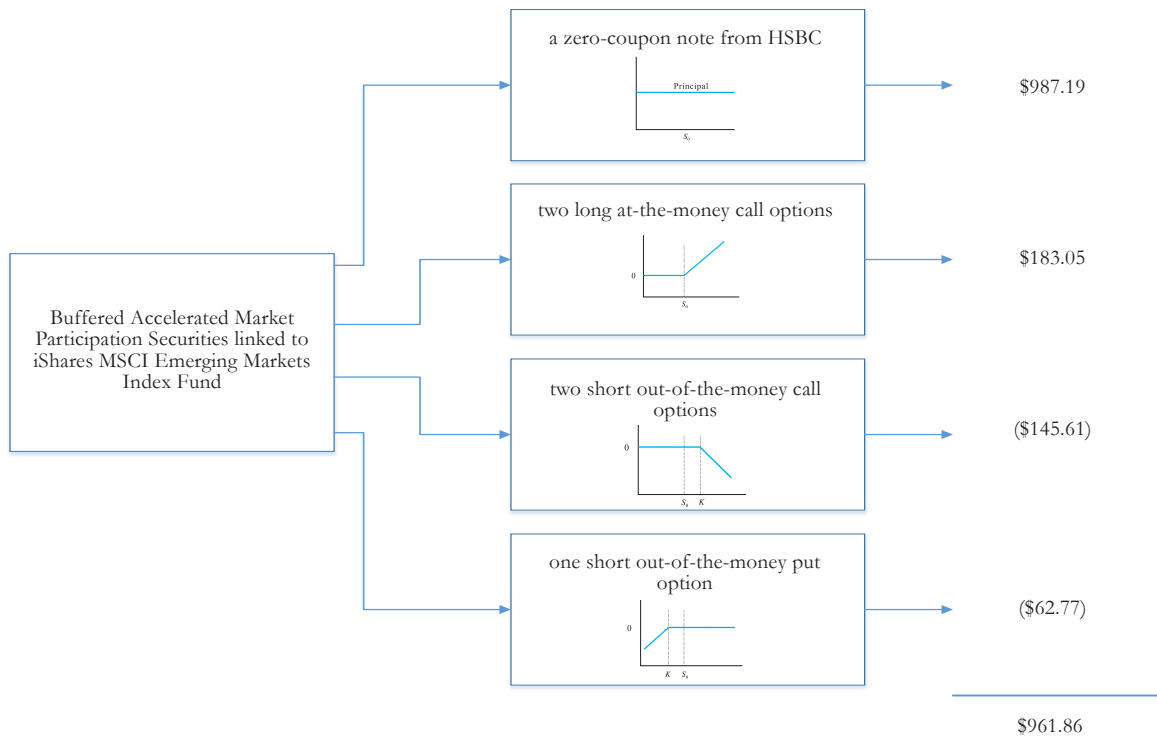 a zero-coupon note from HSBC
Principal
S₀
$987.19
two long at-the-money call options
0
S₀
$183.05
Buffered Accelerated Market
Participation Securities linked to
iShares MSCI Emerging Markets
Index Fund
two short out-of-the-money call
options
0
S₀ K
($145.61)
one short out-of-the-money put
option
0
K S₀
($62.77)
$961.86